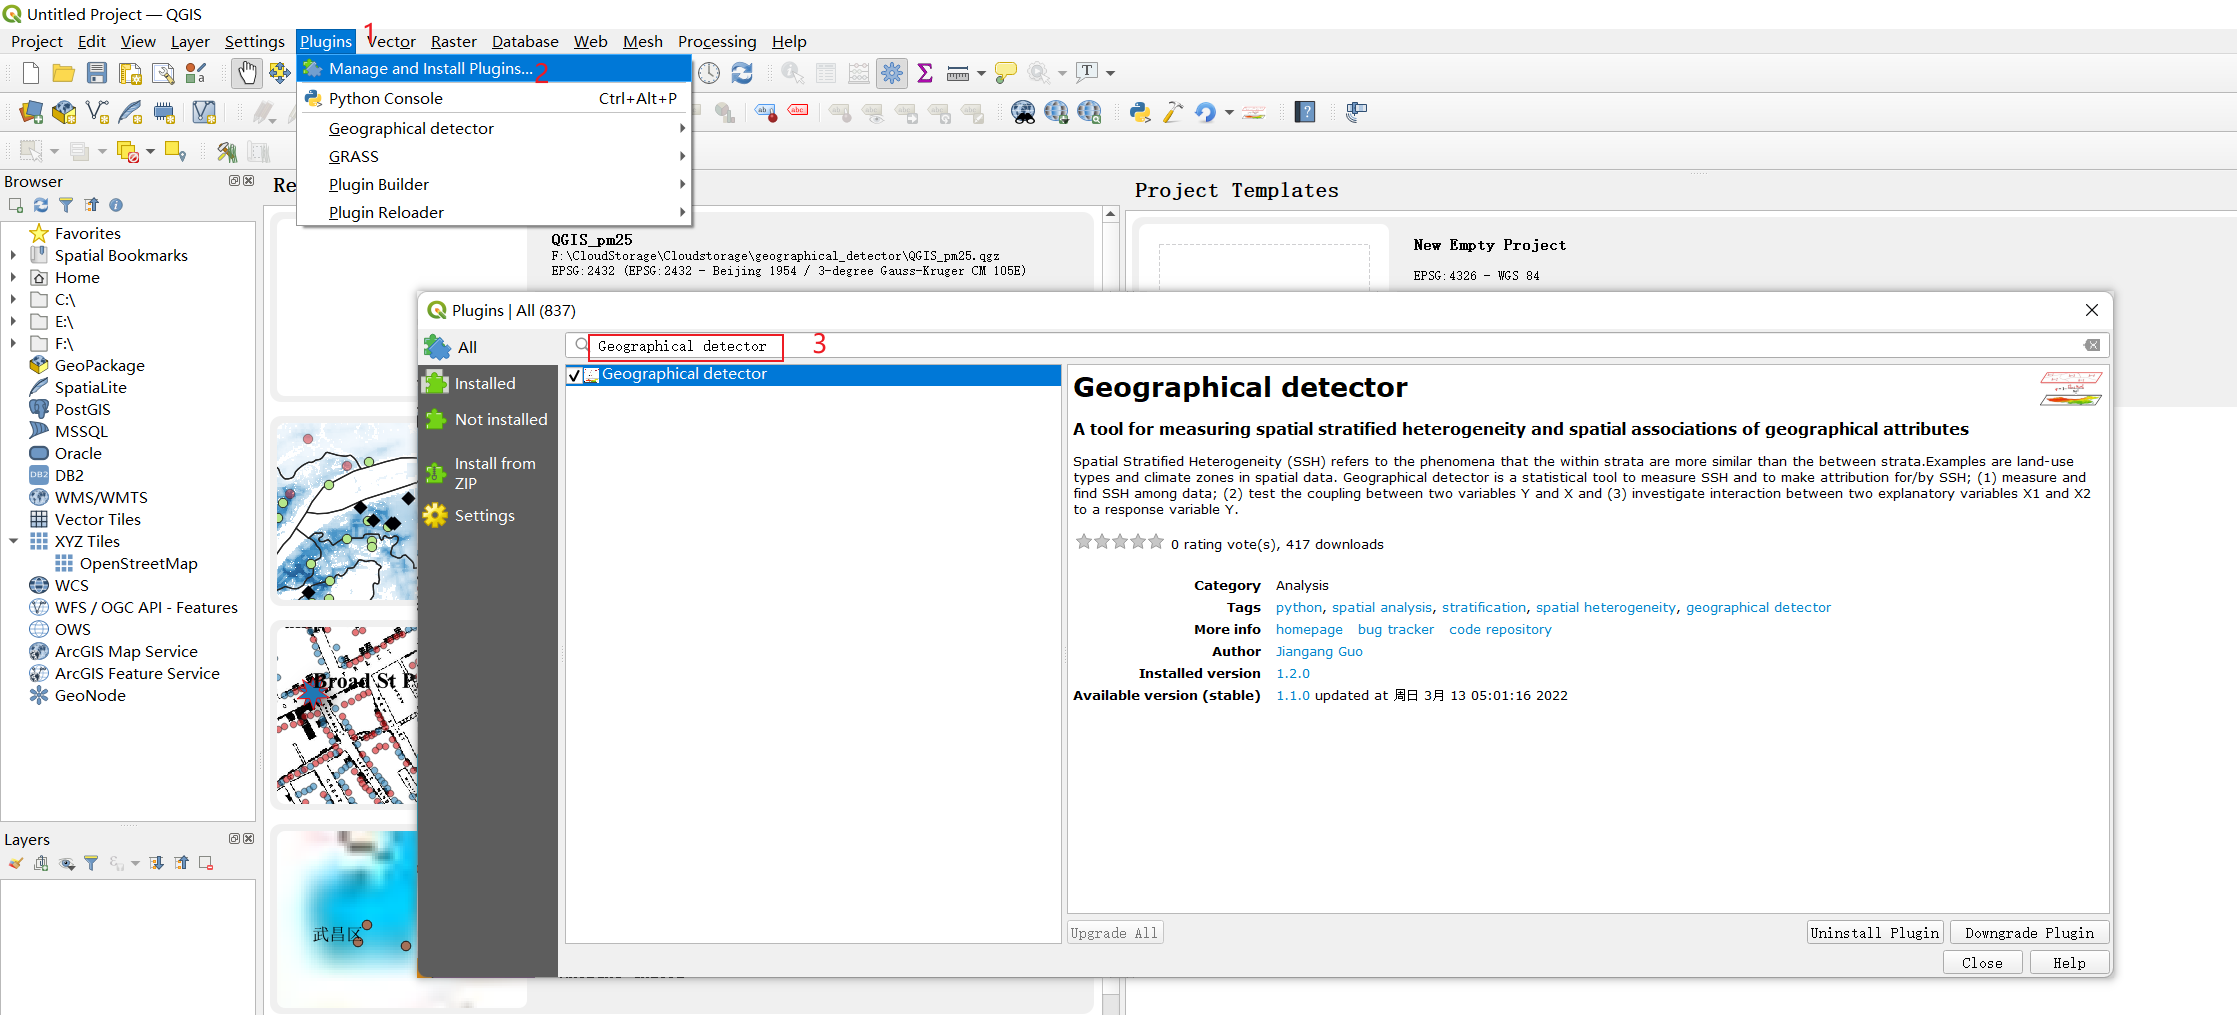 Untitled Project — QGIS
Project Edit View Layer Settings Plugins Vector Raster Database Web Mesh Processing Help
1
Manage and Install Plugins...
2
Python Console Ctrl+Alt+P
Geographical detector
GRASS
Plugin Builder
Plugin Reloader
Browser
Favorites
Spatial Bookmarks
Home
C:\
E:\
F:\
GeoPackage
SpatiaLite
PostGIS
MSSQL
Oracle
DB2
WMS/WMTS
Vector Tiles
XYZ Tiles
OpenStreetMap
WCS
WFS / OGC API - Features
OWS
ArcGIS Map Service
ArcGIS Feature Service
GeoNode
Layers
Re
QGIS_pm25
F:\CloudStorage\Cloudstorage\geographical_detector\QGIS_pm25.qgz
EPSG:2432 (EPSG:2432 - Beijing 1954 / 3-degree Gauss-Kruger CM 105E)
Broad St P
武昌区
Project Templates
New Empty Project
EPSG:4326 - WGS 84
Plugins | All (837)
All
Installed
Not installed
Install from
ZIP
Settings
Geographical detector
3
Geographical detector
Geographical detector
A tool for measuring spatial stratified heterogeneity and spatial associations of geographical attributes
Spatial Stratified Heterogeneity (SSH) refers to the phenomena that the within strata are more similar than the between strata.Examples are land-use
types and climate zones in spatial data. Geographical detector is a statistical tool to measure SSH and to make attribution for/by SSH; (1) measure and
find SSH among data; (2) test the coupling between two variables Y and X and (3) investigate interaction between two explanatory variables X1 and X2
to a response variable Y.
0 rating vote(s), 417 downloads
Category Analysis
Tags python, spatial analysis, stratification, spatial heterogeneity, geographical detector
More info homepage bug tracker code repository
Author Jiangang Guo
Installed version 1.2.0
Available version (stable) 1.1.0 updated at 周日 3月 13 05:01:16 2022
Upgrade All
Uninstall Plugin
Downgrade Plugin
Close
Help